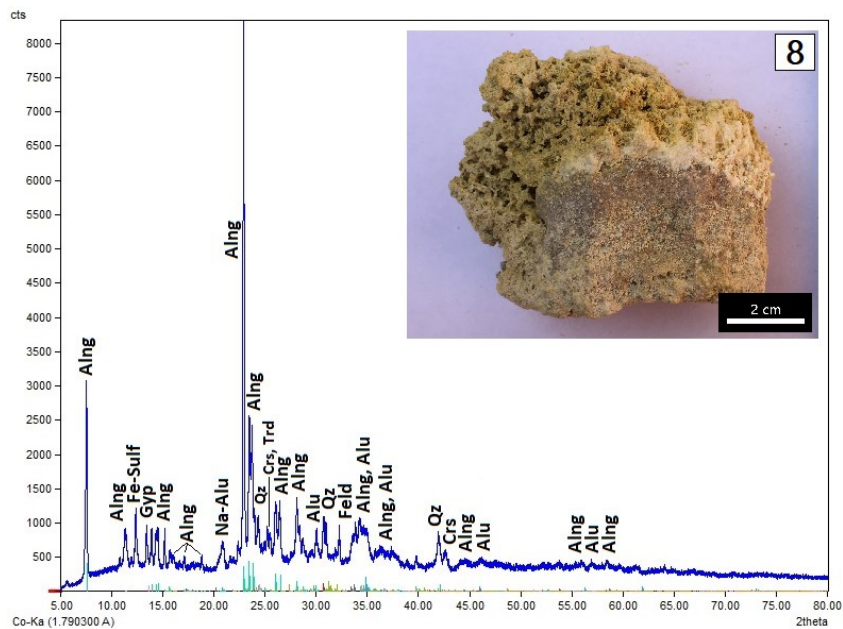 cts
8000
7500
7000
6500
6000
5500
5000
4500
4000
3500
3000
2500
2000
1500
1000
500
8
2 cm
Alng
Alng
Fe-Sulf
Gyp
Alng
Alng
Na-Alu
Alng
Alng
Qz
Crs, Trd
Alng
Alng
Alu
Qz
Feld
Alng, Alu
Alng, Alu
Qz
Crs
Alng
Alu
Alng
Alu
Alng
5.00 10.00 15.00 20.00 25.00 30.00 35.00 40.00 45.00 50.00 55.00 60.00 65.00 70.00 75.00 80.00
Co-Ka (1.790300 A) 2theta